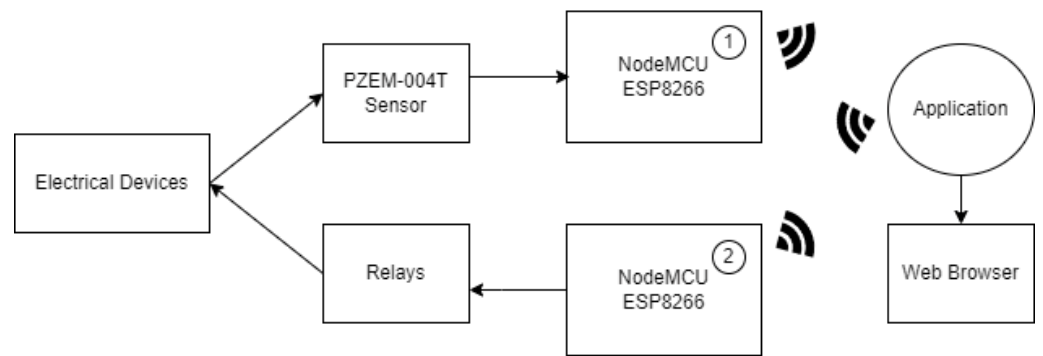 PZEM-004T
Sensor
1
NodeMCU
ESP8266
Application
Electrical Devices
Relays
2
NodeMCU
ESP8266
Web Browser